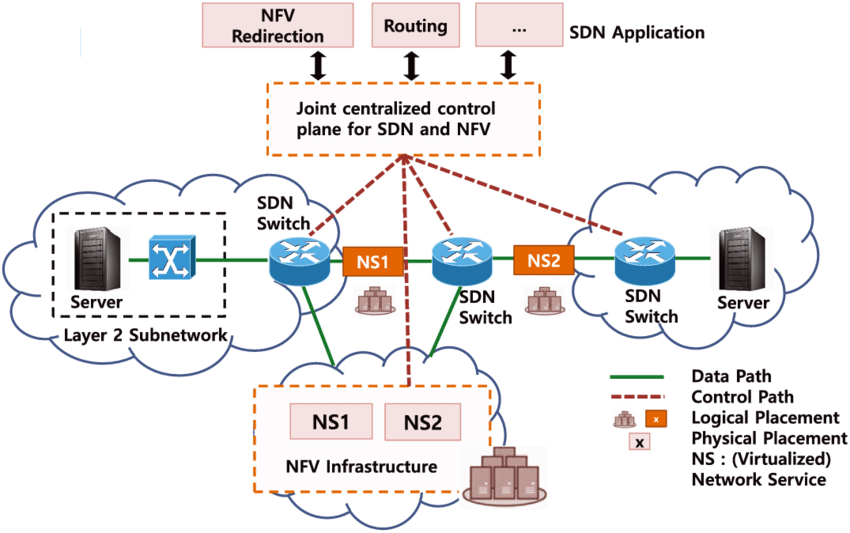 NFV
Redirection
Routing
...
SDN Application
Joint centralized control
plane for SDN and NFV
SDN
Switch
NS1
NS2
Server
Layer 2 Subnetwork
SDN
Switch
SDN
Switch
Server
NS1
NS2
NFV Infrastructure
Data Path
Control Path
x
Logical Placement
x
Physical Placement
NS : (Virtualized)
Network Service